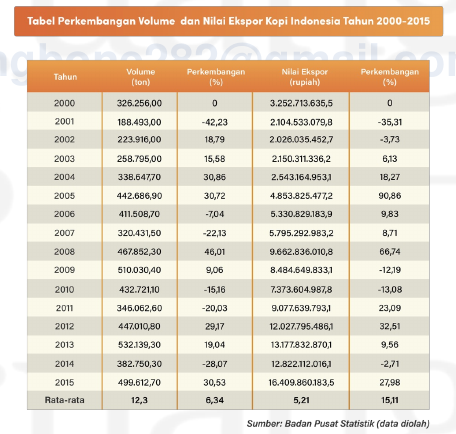 Tabel Perkembangan Volume dan Nilai Ekspor Kopi Indonesia Tahun 2000-2015
Tahun Volume (ton) Perkembangan (%) Nilai Ekspor (rupiah) Perkembangan (%)
2000 326.256,00 0 3.252.713.635,5 0
2001 188.493,00 -42,23 2.104.533.079,8 -35,31
2002 223.916,00 18,79 2.026.035.452,7 -3,73
2003 258.795,00 15,58 2.150.311.336,2 6,13
2004 338.647,70 30,86 2.543.164.953,1 18,27
2005 442.686,90 30,72 4.853.825.477,2 90,86
2006 411.508,70 -7,04 5.330.829.183,9 9,83
2007 320.431,50 -22,13 5.795.292.983,2 8,71
2008 467.852,30 46,01 9.662.836.010,8 66,74
2009 510.030,40 9,06 8.484.649.833,1 -12,19
2010 432.721,10 -15,16 7.373.604.987,8 -13,08
2011 346.062,60 -20,03 9.077.639.793,1 23,09
2012 447.010,80 29,17 12.027.795.486,1 32,51
2013 532.139,30 19,04 13.177.832.870,1 9,56
2014 382.750,30 -28,07 12.822.112.016,1 -2,71
2015 499.612,70 30,53 16.409.860.183,5 27,98
Rata-rata 12,3 6,34 5,21 15,11
Sumber: Badan Pusat Statistik (data diolah)